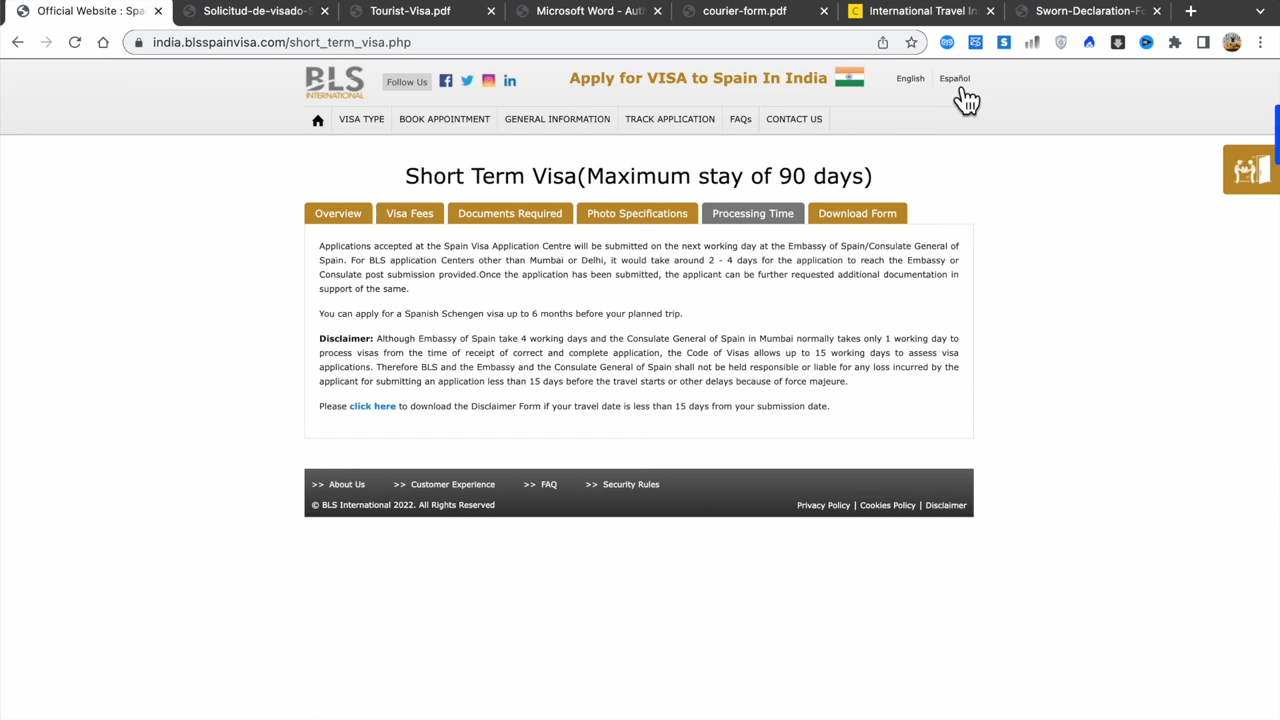 Official Website : Spa
Solicitud-de-visado-S
Tourist-Visa.pdf
Microsoft Word - Auth
courier-form.pdf
International Travel In
Sworn-Declaration-Fo
india.blsspainvisa.com/short_term_visa.php
BLS
INTERNATIONAL
Follow Us
Apply for VISA to Spain In India
English
Español
VISA TYPE
BOOK APPOINTMENT
GENERAL INFORMATION
TRACK APPLICATION
FAQs
CONTACT US
Short Term Visa(Maximum stay of 90 days)
Overview
Visa Fees
Documents Required
Photo Specifications
Processing Time
Download Form
Applications accepted at the Spain Visa Application Centre will be submitted on the next working day at the Embassy of Spain/Consulate General of
Spain. For BLS application Centers other than Mumbai or Delhi, it would take around 2 - 4 days for the application to reach the Embassy or
Consulate post submission provided.Once the application has been submitted, the applicant can be further requested additional documentation in
support of the same.
You can apply for a Spanish Schengen visa up to 6 months before your planned trip.
Disclaimer: Although Embassy of Spain take 4 working days and the Consulate General of Spain in Mumbai normally takes only 1 working day to
process visas from the time of receipt of correct and complete application, the Code of Visas allows up to 15 working days to assess visa
applications. Therefore BLS and the Embassy and the Consulate General of Spain shall not be held responsible or liable for any loss incurred by the
applicant for submitting an application less than 15 days before the travel starts or other delays because of force majeure.
Please click here to download the Disclaimer Form if your travel date is less than 15 days from your submission date.
>> About Us
>> Customer Experience
>> FAQ
>> Security Rules
© BLS International 2022. All Rights Reserved
Privacy Policy | Cookies Policy | Disclaimer